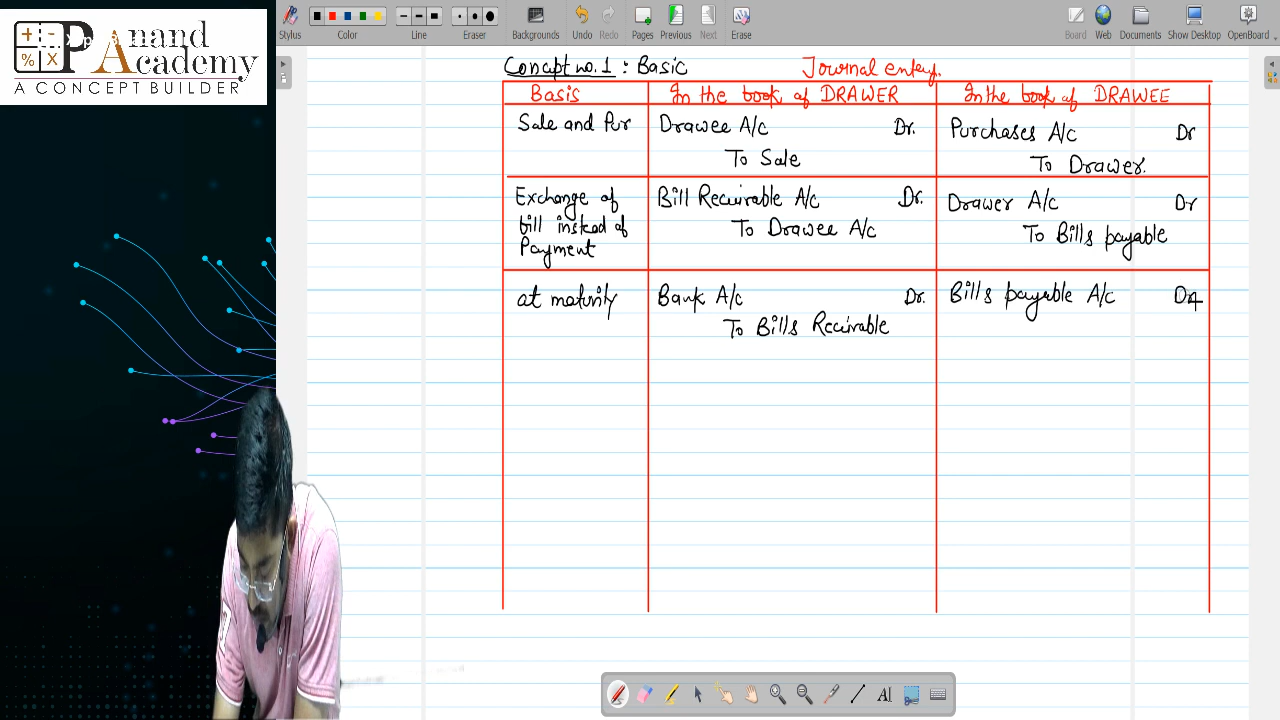 P Anand
Academy
A CONCEPT BUILDER
Stylus
Color
Line
Eraser
Backgrounds
Undo
Redo
Pages
Previous
Next
Erase
Board
Web
Documents
Show Desktop
OpenBoard
Concapt no. 1 : Basic
Journal entry.
Basis
In the book of DRAWER
In the book of DRAWEE
Sale and Pur
Drawee A/c Dr.
To Sale
Purchases A/c Dr
To Drawer.
Exchange of
bill instead of
Payment
Bill Receivable A/c Dr.
To Drawee A/c
Drawer A/c Dr
To Bills payable
at maturity
Bank A/c Dr.
To Bills Receivable
Bills payable A/c Dr